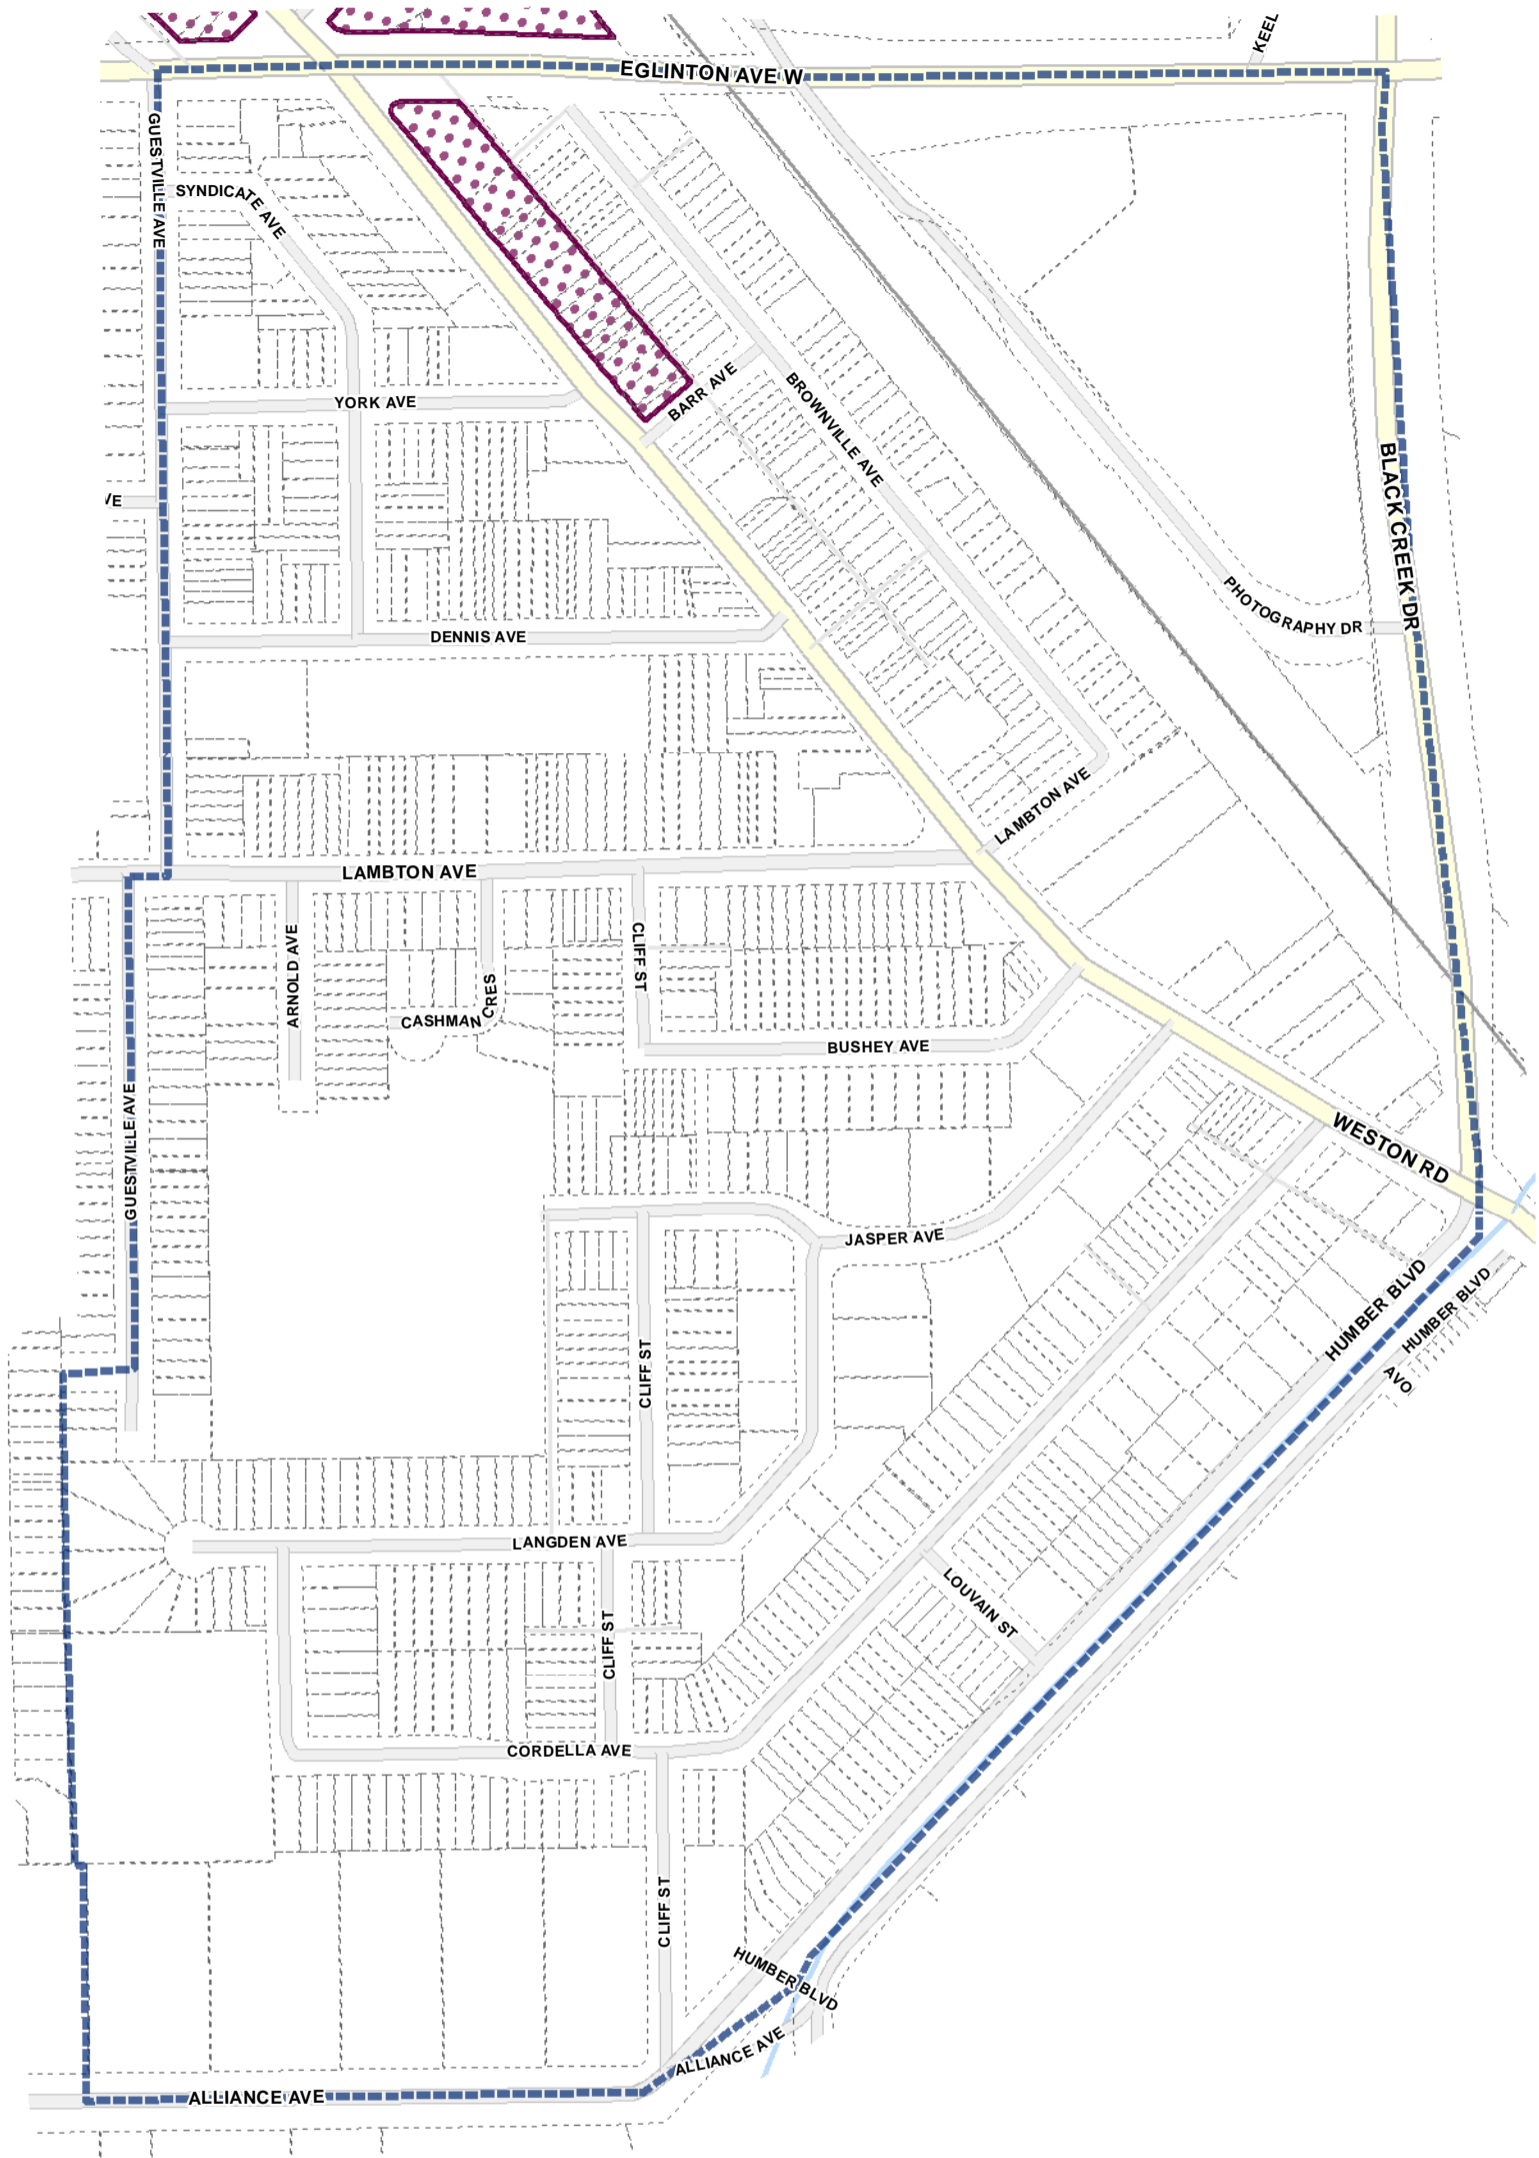 KEEL
EGLINTON AVE W
GUESTVILLE AVE
SYNDICATE AVE
BARR AVE
YORK AVE
BROWNVILLE AVE
VE
BLACK CREEK DR
PHOTOGRAPHY DR
DENNIS AVE
LAMBTON AVE
LAMBTON AVE
CLIFF ST
ARNOLD AVE
CASHMAN CRES
BUSHEY AVE
GUESTVILLE AVE
WESTON RD
JASPER AVE
HUMBER BLVD
HUMBER BLVD
CLIFF ST
AVO
LANGDEN AVE
LOUVAIN ST
CLIFF ST
CORDELLA AVE
CLIFF ST
HUMBER BLVD
ALLIANCE AVE
ALLIANCE AVE